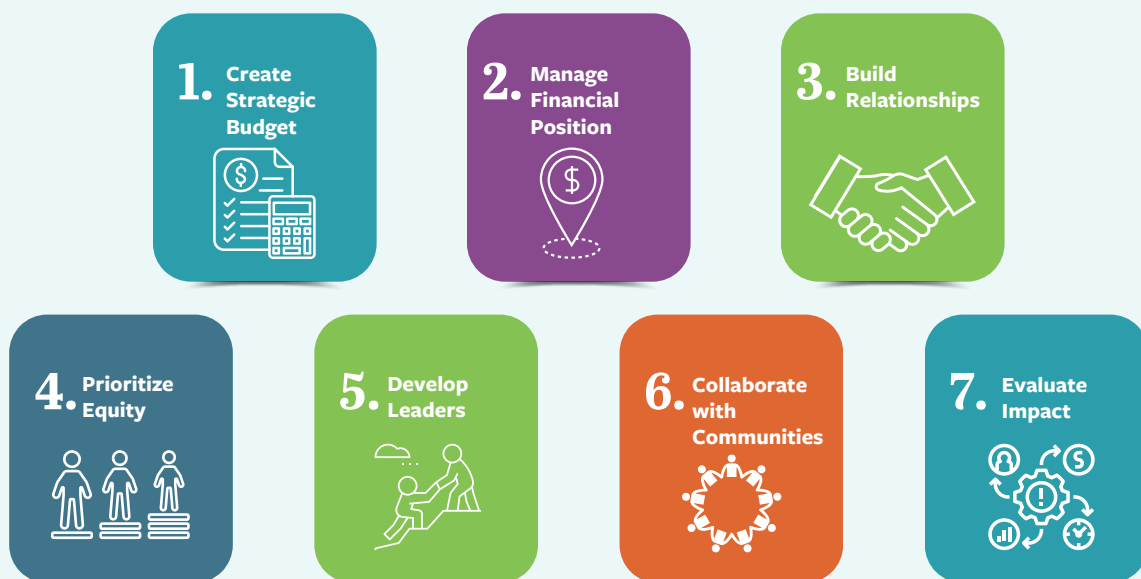 1. Create
Strategic
Budget
$
2. Manage
Financial
Position
$
3. Build
Relationships
4. Prioritize
Equity
5. Develop
Leaders
6. Collaborate
with
Communities
7. Evaluate
Impact
$
!